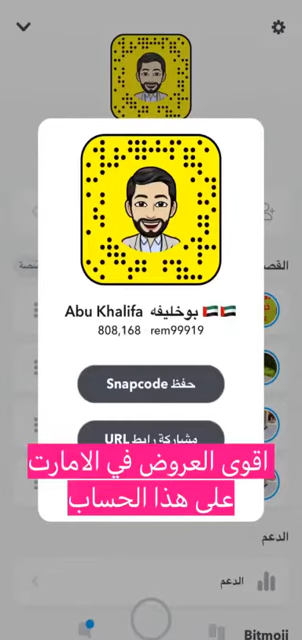 القصص
Abu Khalifa بوخليفه 🇦🇪🇦🇪
808,168 rem99919
حفظ Snapcode
مشاركة رابط URL
اقوى العروض في الامارت
على هذا الحساب
الدعم
الدعم
Bitmoji